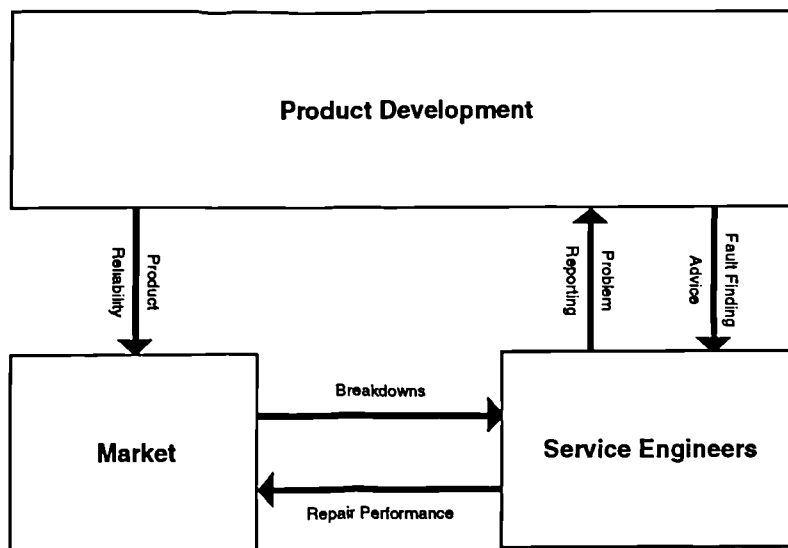 Product Development
Product
Reliability
Problem
Reporting
Fault Finding
Advice
Breakdowns
Market
Service Engineers
Repair Performance